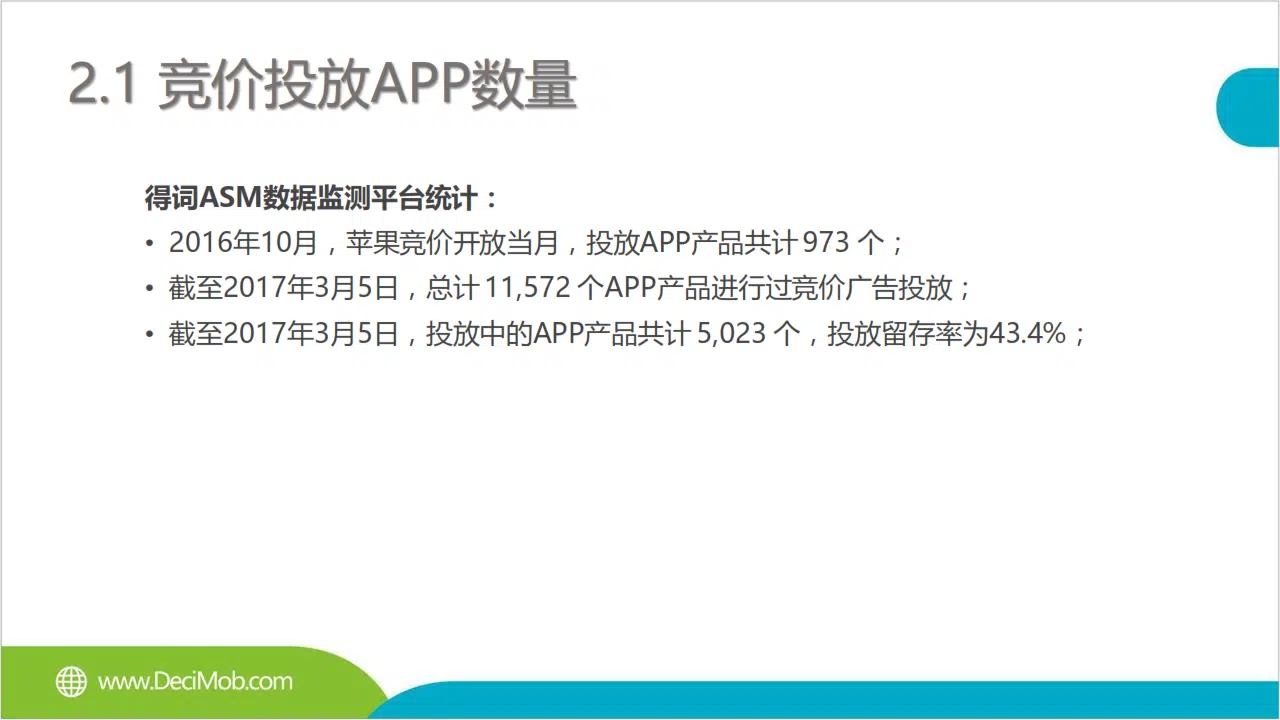 2.1 竞价投放APP数量
得词ASM数据监测平台统计：
• 2016年10月，苹果竞价开放当月，投放APP产品共计 973 个；
• 截至2017年3月5日，总计 11,572 个APP产品进行过竞价广告投放；
• 截至2017年3月5日，投放中的APP产品共计 5,023 个，投放留存率为43.4%；
www.DeciMob.com